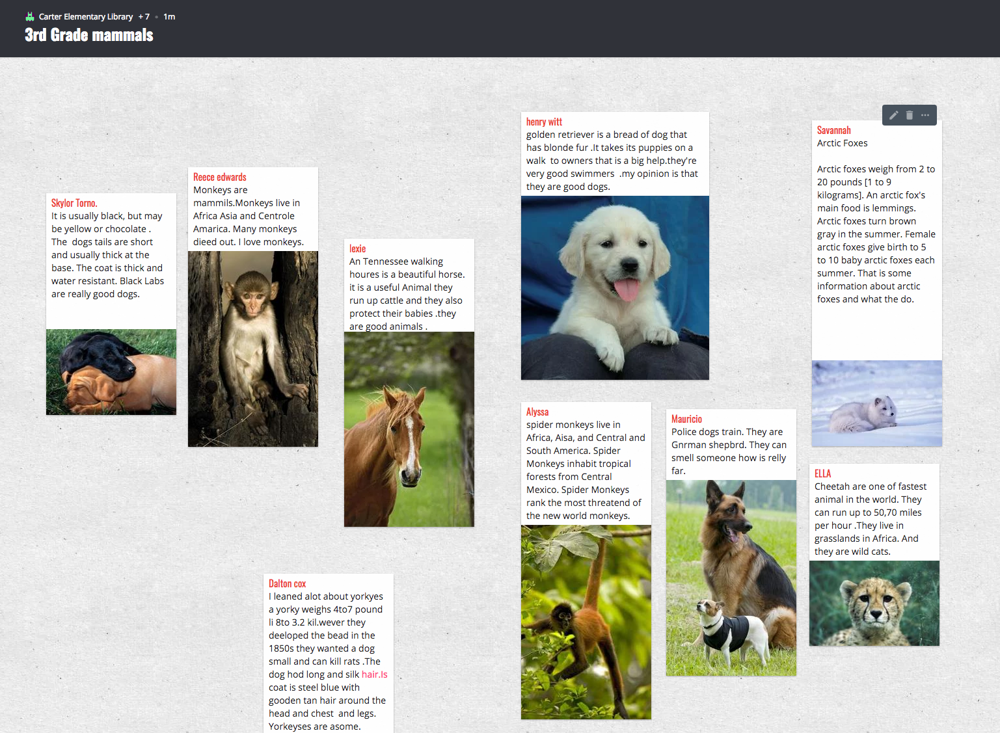 Carter Elementary Library +7 • 1m
3rd Grade mammals
Skylor Torno.
It is usually black, but may
be yellow or chocolate .
The  dogs tails are short
and usually thick at the
base. The coat is thick and
water resistant. Black Labs
are really good dogs.
Reece edwards
Monkeys are
mammils.Monkeys live in
Africa Asia and Centrole
Amarica. Many monkeys
dieed out. I love monkeys.
lexie
An Tennessee walking
houres is a beautiful horse.
it is a useful Animal they
run up cattle and they also
protect their babies .they
are good animals .
henry witt
golden retriever is a bread of dog that
has blonde fur .It takes its puppies on a
walk  to owners that is a big help.they're
very good swimmers  .my opinion is that
they are good dogs.
Savannah
Arctic Foxes
Arctic foxes weigh from 2 to
20 pounds [1 to 9
kilograms]. An arctic fox's
main food is lemmings.
Arctic foxes turn brown
gray in the summer. Female
arctic foxes give birth to 5
to 10 baby arctic foxes each
summer. That is some
information about arctic
foxes and what the do.
Alyssa
spider monkeys live in
Africa, Aisa, and Central and
South America. Spider
Monkeys inhabit tropical
forests from Central
Mexico. Spider Monkeys
rank the most threatend of
the new world monkeys.
Mauricio
Police dogs train. They are
Gnrman shepbrd. They can
smell someone how is relly
far.
ELLA
Cheetah are one of fastest
animal in the world. They
can run up to 50,70 miles
per hour .They live in
grasslands in Africa. And
they are wild cats.
Dalton cox
I leaned alot about yorkyes
a yorky weighs 4to7 pound
li 8to 3.2 kil.wever they
deeloped the bead in the
1850s they wanted a dog
small and can kill rats .The
dog hod long and silk hair.Is
coat is steel blue with
gooden tan hair around the
head and chest  and legs.
Yorkeyses are asome.